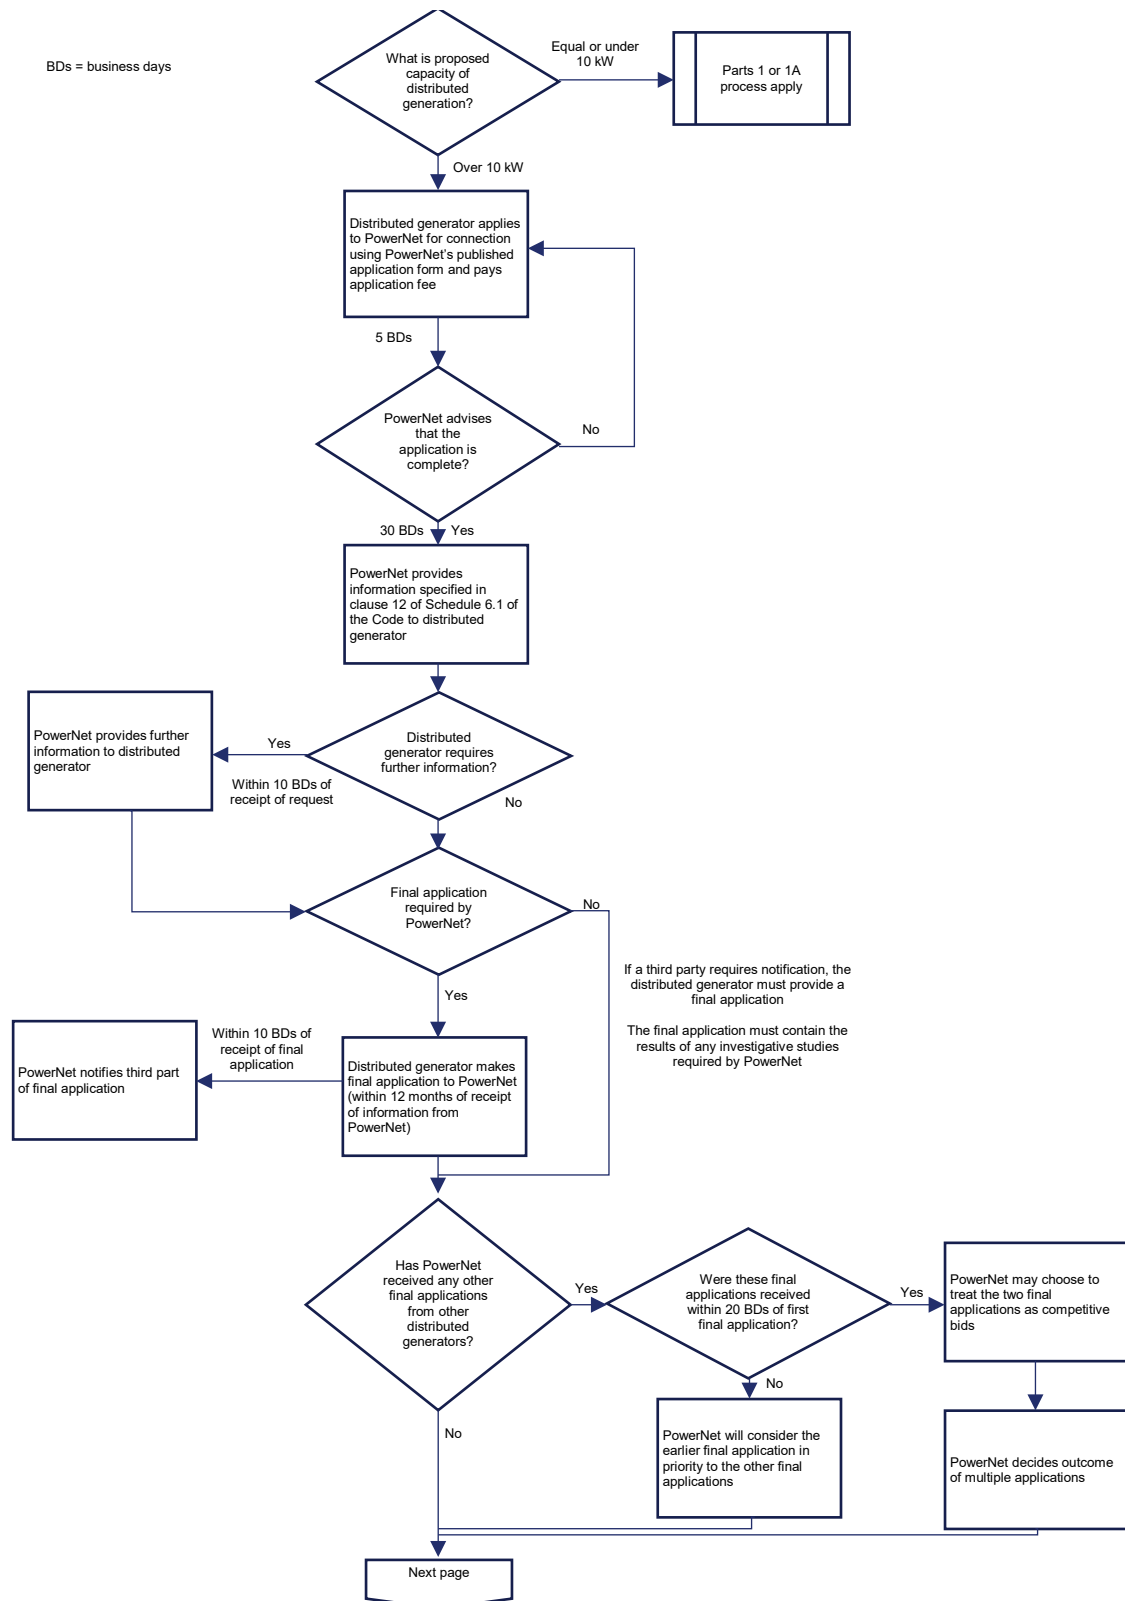 BDs = business days
What is proposed
capacity of
distributed
generation?
Equal or under
10 kW
Parts 1 or 1A
process apply
Over 10 kW
Distributed generator applies
to PowerNet for connection
using PowerNet's published
application form and pays
application fee
5 BDs
PowerNet advises
that the
application is
complete?
No
30 BDs
Yes
PowerNet provides
information specified in
clause 12 of Schedule 6.1 of
the Code to distributed
generator
Distributed
generator requires
further information?
Yes
Within 10 BDs of
receipt of request
PowerNet provides further
information to distributed
generator
No
Final application
required by
PowerNet?
No
Yes
If a third party requires notification, the
distributed generator must provide a
final application
The final application must contain the
results of any investigative studies
required by PowerNet
Distributed generator makes
final application to PowerNet
(within 12 months of receipt
of information from
PowerNet)
Within 10 BDs of
receipt of final
application
PowerNet notifies third part
of final application
Has PowerNet
received any other
final applications
from other
distributed
generators?
Yes
Were these final
applications received
within 20 BDs of first
final application?
Yes
PowerNet may choose to
treat the two final
applications as competitive
bids
No
No
PowerNet will consider the
earlier final application in
priority to the other final
applications
PowerNet decides outcome
of multiple applications
Next page